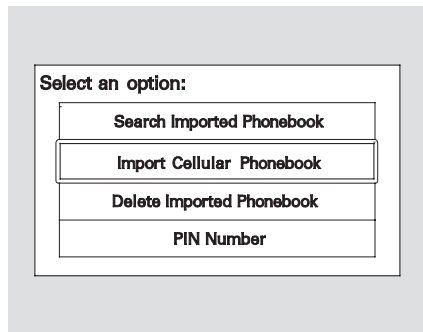 Select an option:
Search Imported Phonebook
Import Cellular Phonebook
Delete Imported Phonebook
PIN Number